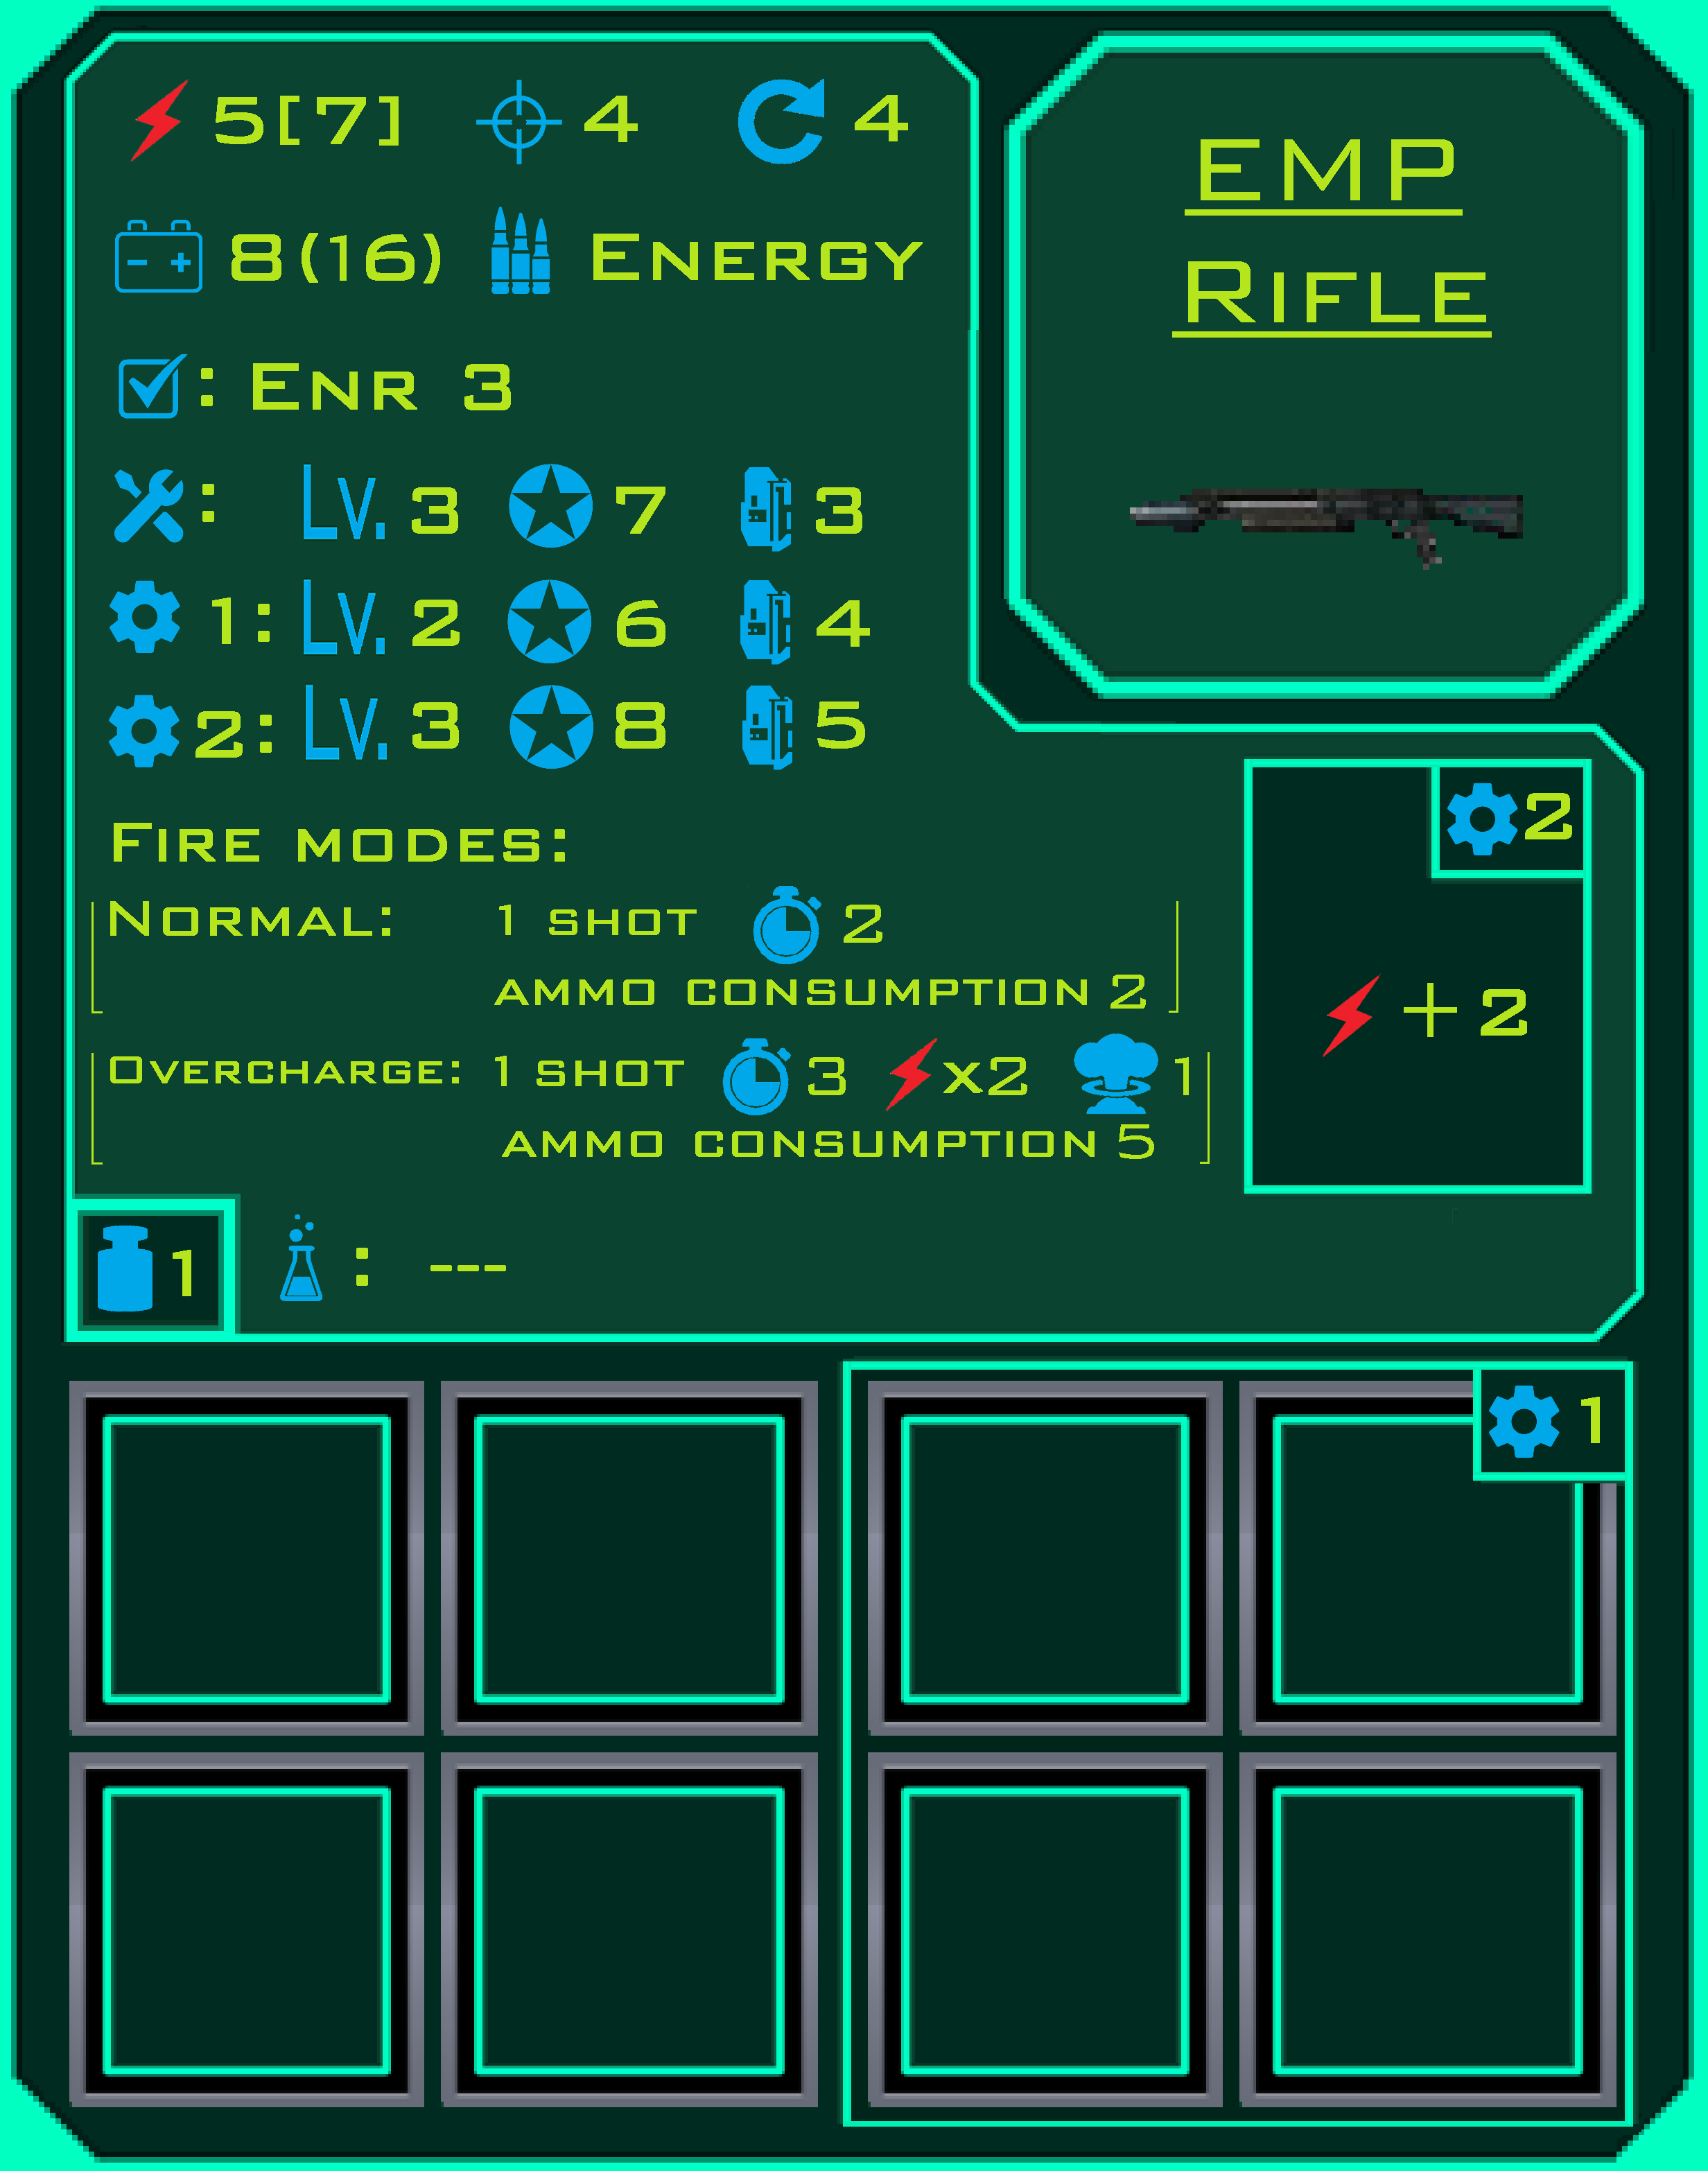 5[7] 4 4
8(16) ENERGY
: ENR 3
: LV. 3 7 3
1: LV. 2 6 4
2: LV. 3 8 5
EMP
RIFLE
FIRE MODES:
NORMAL: 1 SHOT 2
AMMO CONSUMPTION 2
OVERCHARGE: 1 SHOT 3 x2 1
AMMO CONSUMPTION 5
2
+2
1 : ---
1